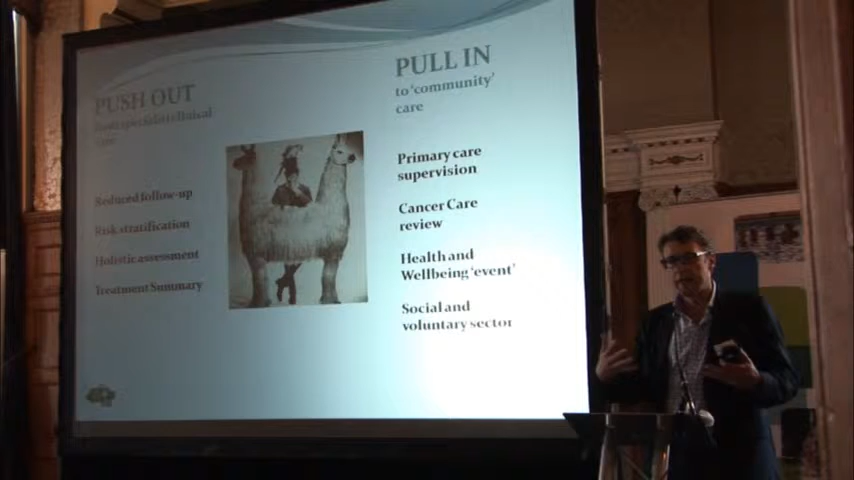 PUSH OUT
from specialist clinical
care
Reduced follow-up
Risk stratification
Holistic assessment
Treatment Summary
PULL IN
to 'community'
care
Primary care
supervision
Cancer Care
review
Health and
Wellbeing 'event'
Social and
voluntary sector